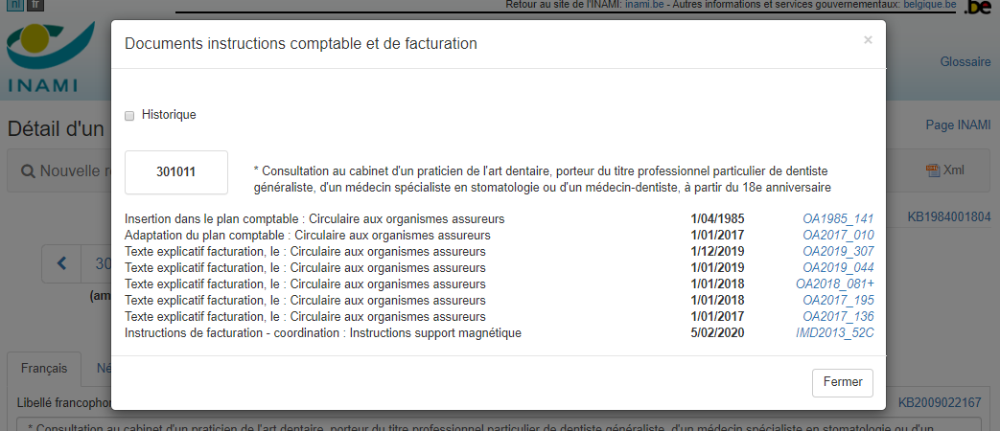 nl fr
Retour au site de l'INAMI: inami.be - Autres informations et services gouvernementaux: belgique.be
.be
Documents instructions comptable et de facturation ×
INAMI
Glossaire
Historique
Détail d'un
Page INAMI
Nouvelle
Xml
301011
* Consultation au cabinet d'un praticien de l'art dentaire, porteur du titre professionnel particulier de dentiste
généraliste, d'un médecin spécialiste en stomatologie ou d'un médecin-dentiste, à partir du 18e anniversaire
Insertion dans le plan comptable : Circulaire aux organismes assureurs 1/04/1985 OA1985_141
KB1984001804
Adaptation du plan comptable : Circulaire aux organismes assureurs 1/01/2017 OA2017_010
Texte explicatif facturation, le : Circulaire aux organismes assureurs 1/12/2019 OA2019_307
Texte explicatif facturation, le : Circulaire aux organismes assureurs 1/01/2019 OA2019_044
Texte explicatif facturation, le : Circulaire aux organismes assureurs 1/01/2018 OA2018_081+
Texte explicatif facturation, le : Circulaire aux organismes assureurs 1/01/2018 OA2017_195
Texte explicatif facturation, le : Circulaire aux organismes assureurs 1/01/2017 OA2017_136
Instructions de facturation - coordination : Instructions support magnétique 5/02/2020 IMD2013_52C
30
(am
Français
Né
Fermer
Libellé francophon
KB2009022167
* Consultation au cabinet d'un praticien de l'art dentaire, porteur du titre professionnel particulier de dentiste généraliste, d'un médecin spécialiste en stomatologie ou d'un